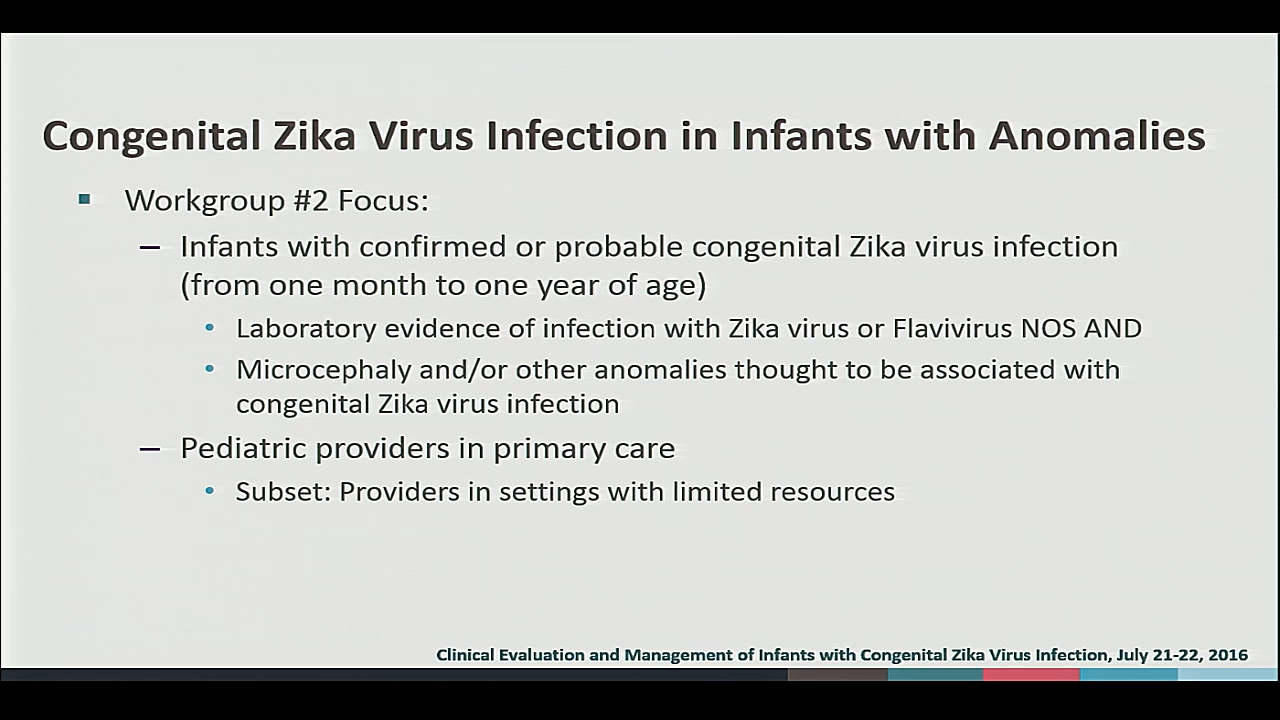 Congenital Zika Virus Infection in Infants with Anomalies
Workgroup #2 Focus:
– Infants with confirmed or probable congenital Zika virus infection
(from one month to one year of age)
• Laboratory evidence of infection with Zika virus or Flavivirus NOS AND
• Microcephaly and/or other anomalies thought to be associated with
congenital Zika virus infection
– Pediatric providers in primary care
• Subset: Providers in settings with limited resources
Clinical Evaluation and Management of Infants with Congenital Zika Virus Infection, July 21-22, 2016